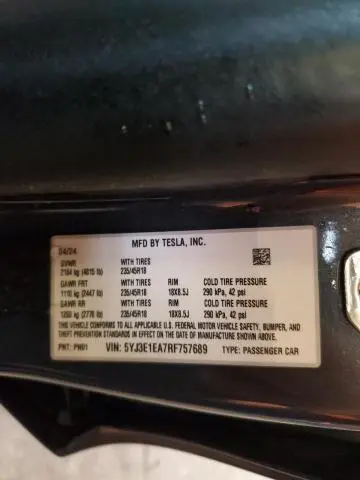 MFD BY TESLA, INC.
04/24
GVWR WITH TIRES
2184 kg (4815 lb) 235/45R18
GAWR FRT WITH TIRES RIM COLD TIRE PRESSURE
1110 kg (2447 lb) 235/45R18 18X8.5J 290 kPa, 42 psi
GAWR RR WITH TIRES RIM COLD TIRE PRESSURE
1260 kg (2778 lb) 235/45R18 18X8.5J 290 kPa, 42 psi
THIS VEHICLE CONFORMS TO ALL APPLICABLE U.S. FEDERAL MOTOR VEHICLE SAFETY, BUMPER, AND
THEFT PREVENTION STANDARDS IN EFFECT ON THE DATE OF MANUFACTURE SHOWN ABOVE.
PNT: PN01 VIN: 5YJ3E1EA7RF757689 TYPE: PASSENGER CAR